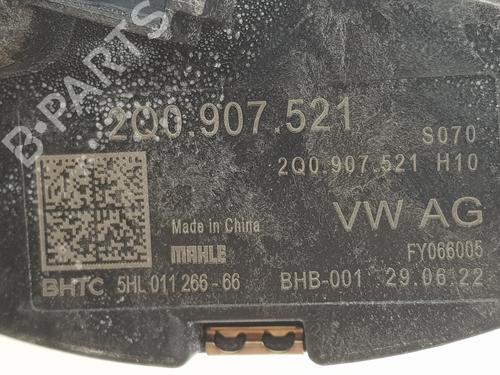 B-PARTS
2Q0.907.521
S070
2Q0.907.521 H10
Made in China
VW AG
MAHLE
FY066005
BHTC 5HL 011 266-66
BHB-001 29.06.22